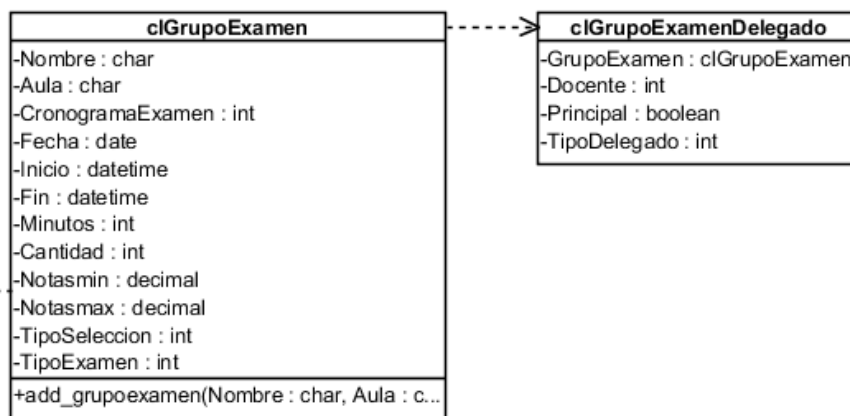 clGrupoExamen
-Nombre : char
-Aula : char
-CronogramaExamen : int
-Fecha : date
-Inicio : datetime
-Fin : datetime
-Minutos : int
-Cantidad : int
-Notasmin : decimal
-Notasmax : decimal
-TipoSeleccion : int
-TipoExamen : int
+add_grupoexamen(Nombre : char, Aula : c...
clGrupoExamenDelegado
-GrupoExamen : clGrupoExamen
-Docente : int
-Principal : boolean
-TipoDelegado : int